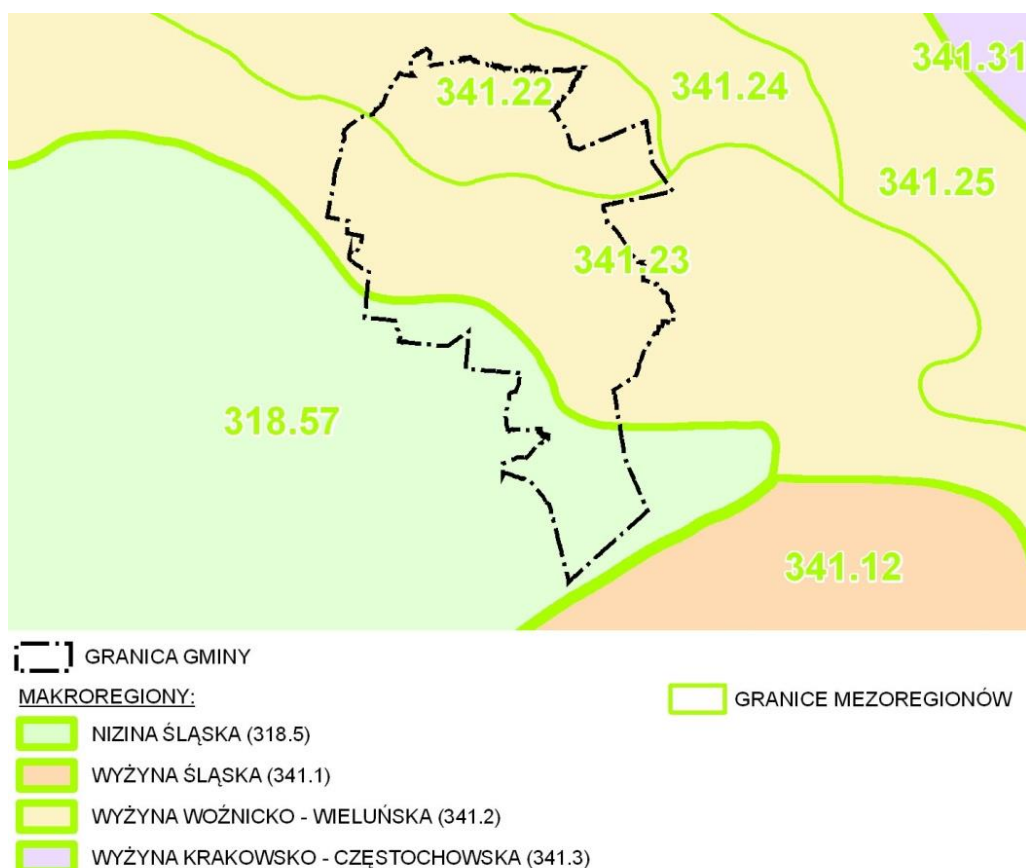 341.31
341.22
341.24
341.25
341.23
318.57
341.12
GRANICA GMINY
MAKROREGIONY:
GRANICE MEZOREGIONÓW
NIZINA ŚLĄSKA (318.5)
WYŻYNA ŚLĄSKA (341.1)
WYŻYNA WOŹNICKO - WIELUŃSKA (341.2)
WYŻYNA KRAKOWSKO - CZĘSTOCHOWSKA (341.3)